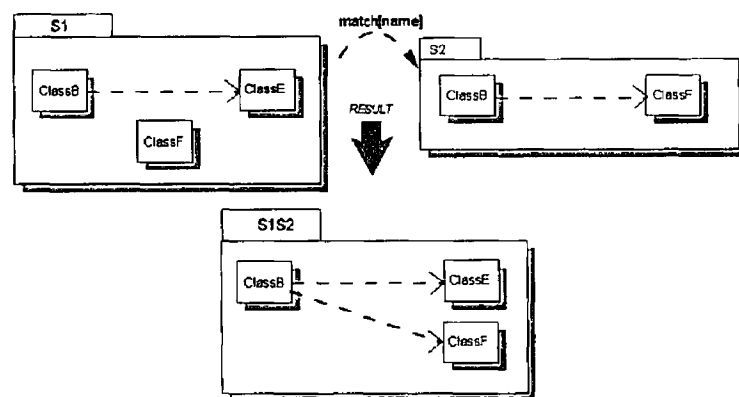 S1
match[name]
S2
ClassB
ClassE
ClassF
RESULT
ClassB
ClassF
S1S2
ClassB
ClassE
ClassF